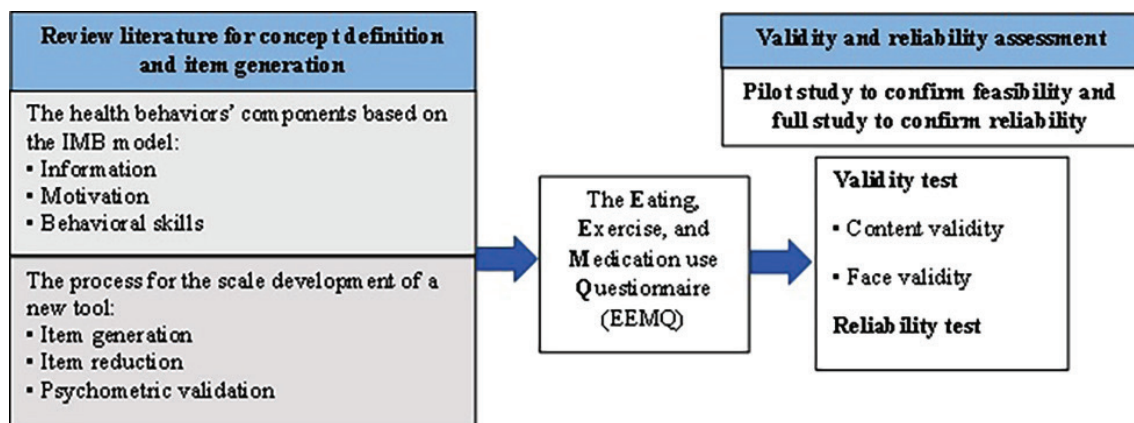 Review literature for concept definition
and item generation
The health behaviors’ components based on
the IMB model:
▪ Information
▪ Motivation
▪ Behavioral skills
The process for the scale development of a
new tool:
▪ Item generation
▪ Item reduction
▪ Psychometric validation
The Eating,
Exercise, and
Medication use
Questionnaire
(EEMQ)
Validity and reliability assessment
Pilot study to confirm feasibility and
full study to confirm reliability
Validity test
▪ Content validity
▪ Face validity
Reliability test